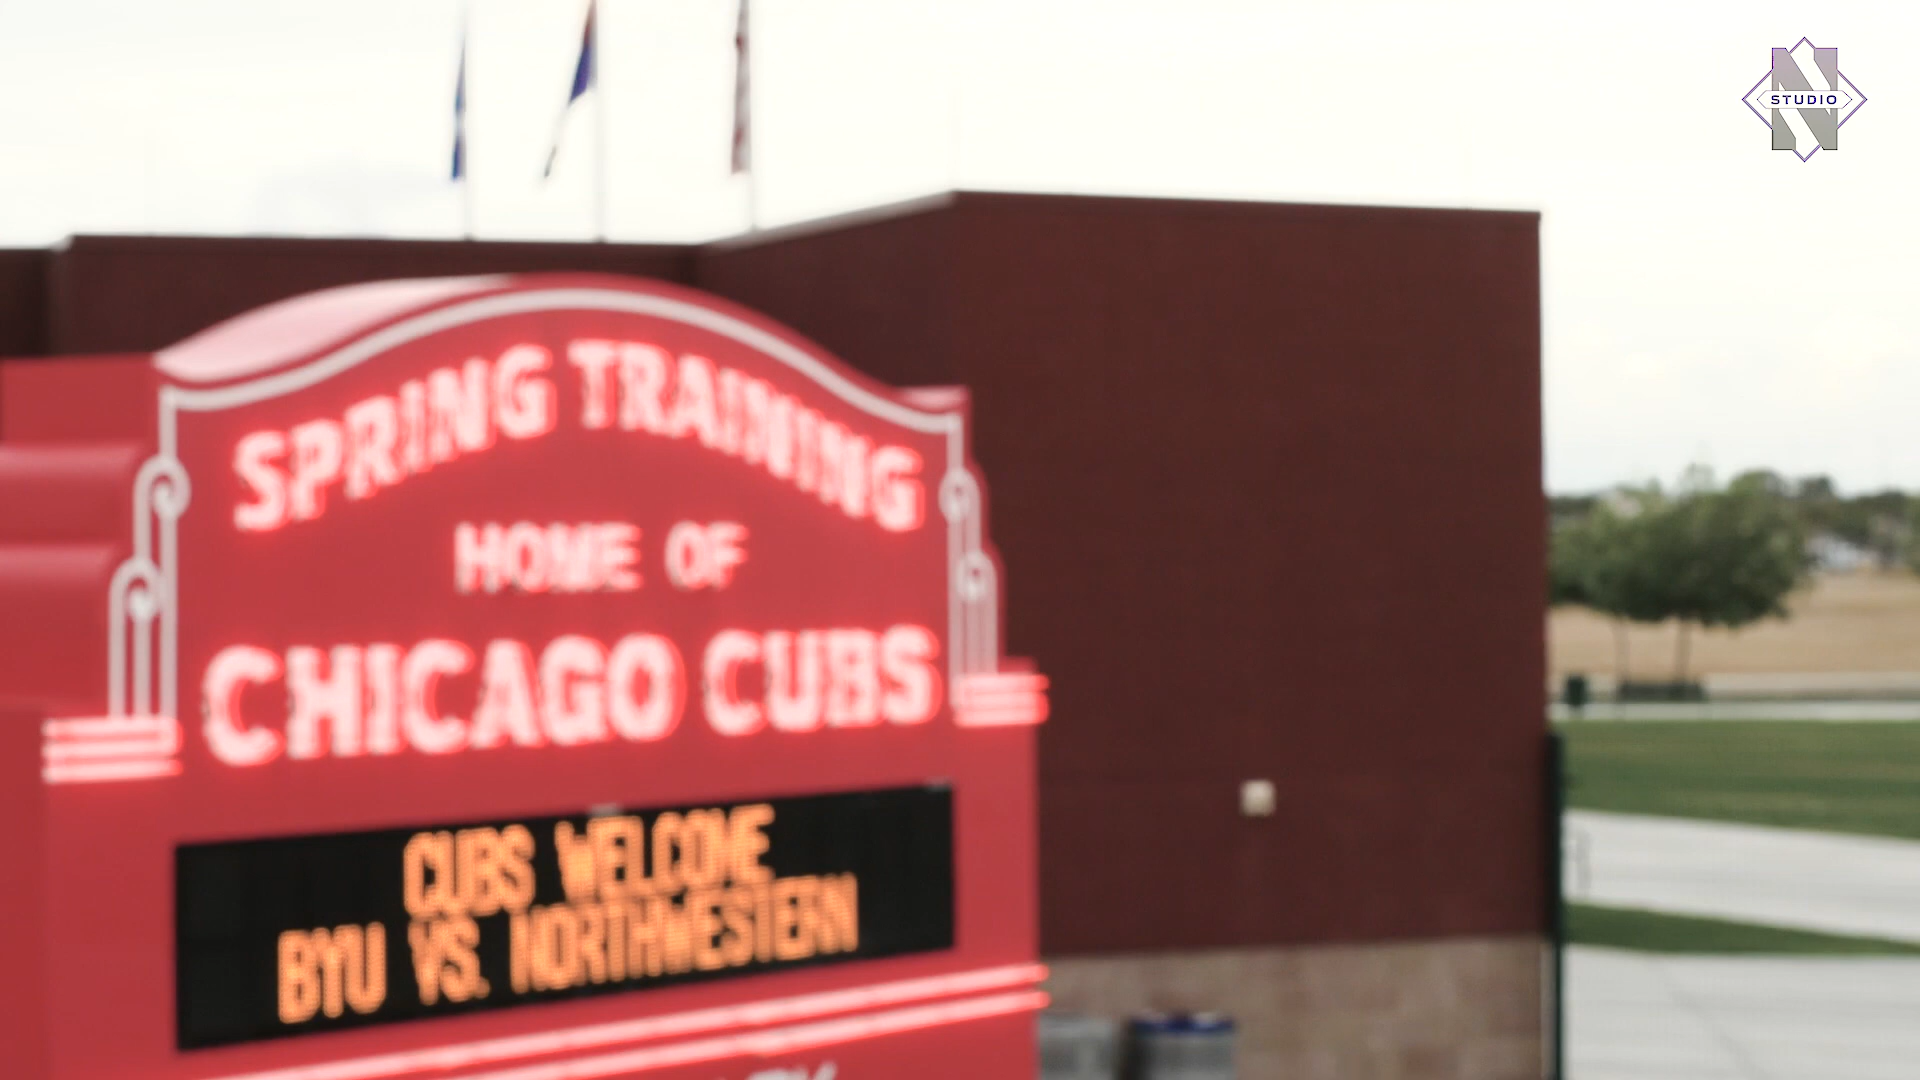 STUDIO
SPRING TRAINING
HOME OF
CHICAGO CUBS
CUBS WELCOME
BYU VS. NORTHWESTERN